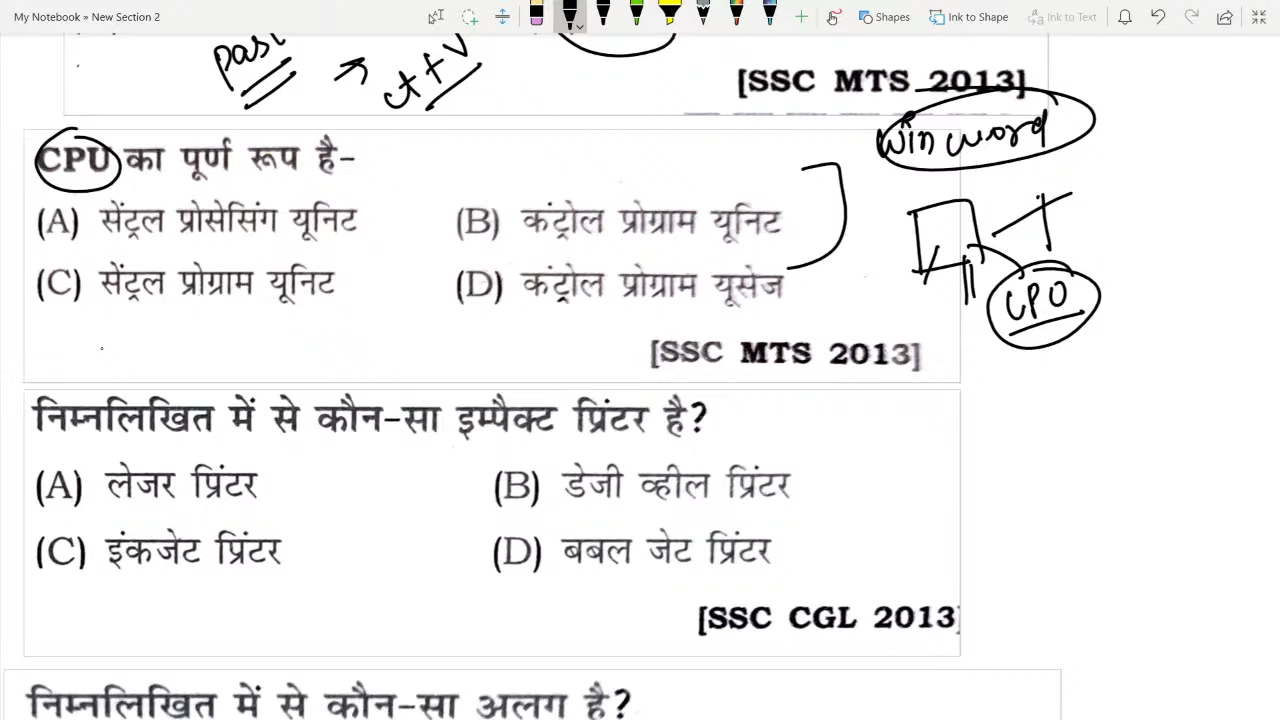 My Notebook » New Section 2
Shapes
Ink to Shape
Ink to Text
past
ct + V
[SSC MTS 2013]
win word
CPU का पूर्ण रूप है-
(A) सेंट्रल प्रोसेसिंग यूनिट (B) कंट्रोल प्रोग्राम यूनिट
(C) सेंट्रल प्रोग्राम यूनिट (D) कंट्रोल प्रोग्राम यूसेज
CPU
[SSC MTS 2013]
निम्नलिखित में से कौन-सा इम्पैक्ट प्रिंटर है?
(A) लेजर प्रिंटर (B) डेजी व्हील प्रिंटर
(C) इंकजेट प्रिंटर (D) बबल जेट प्रिंटर
[SSC CGL 2013]
निम्नलिखित में से कौन-सा अलग है?